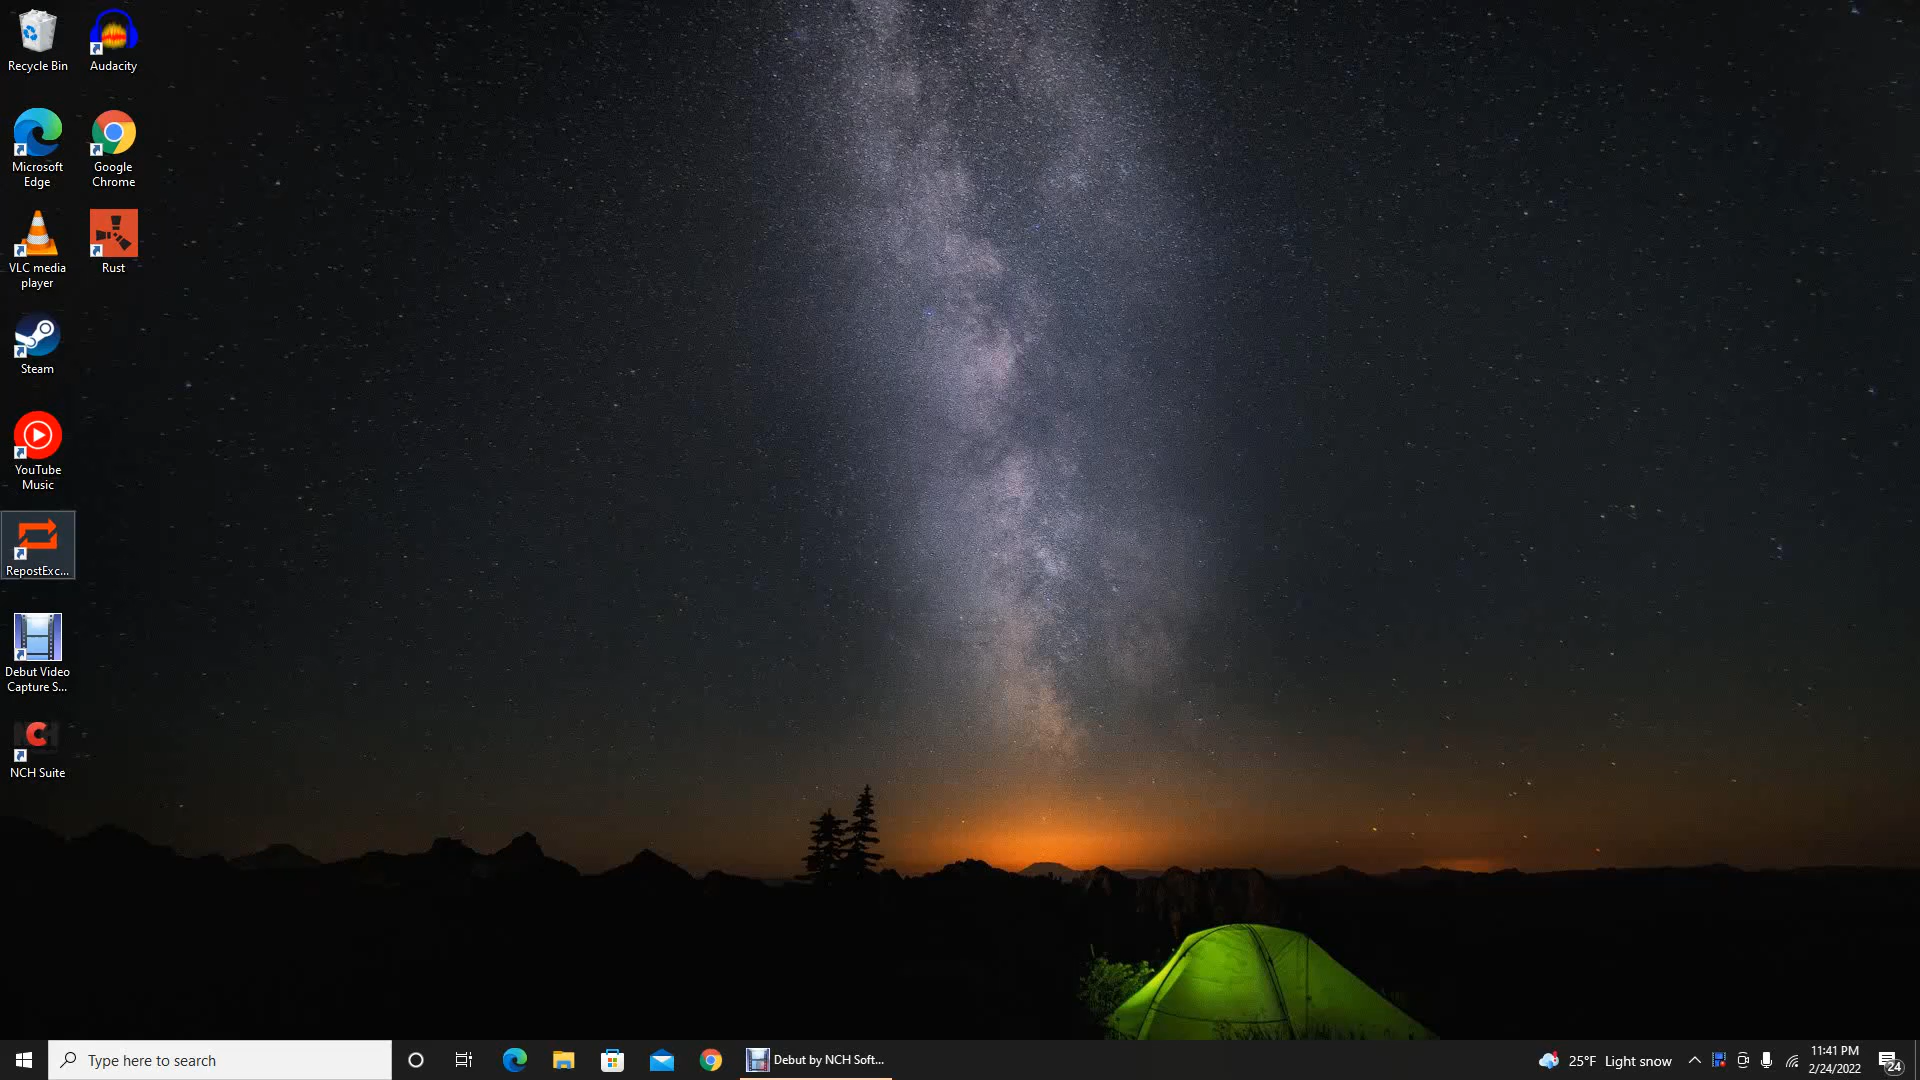 Recycle Bin
Audacity
Microsoft
Edge
Google
Chrome
VLC media
player
Rust
Steam
YouTube
Music
RepostExc...
Debut Video
Capture S...
NCH Suite
Type here to search
Debut by NCH Soft...
25°F Light snow
11:41 PM
2/24/2022
24